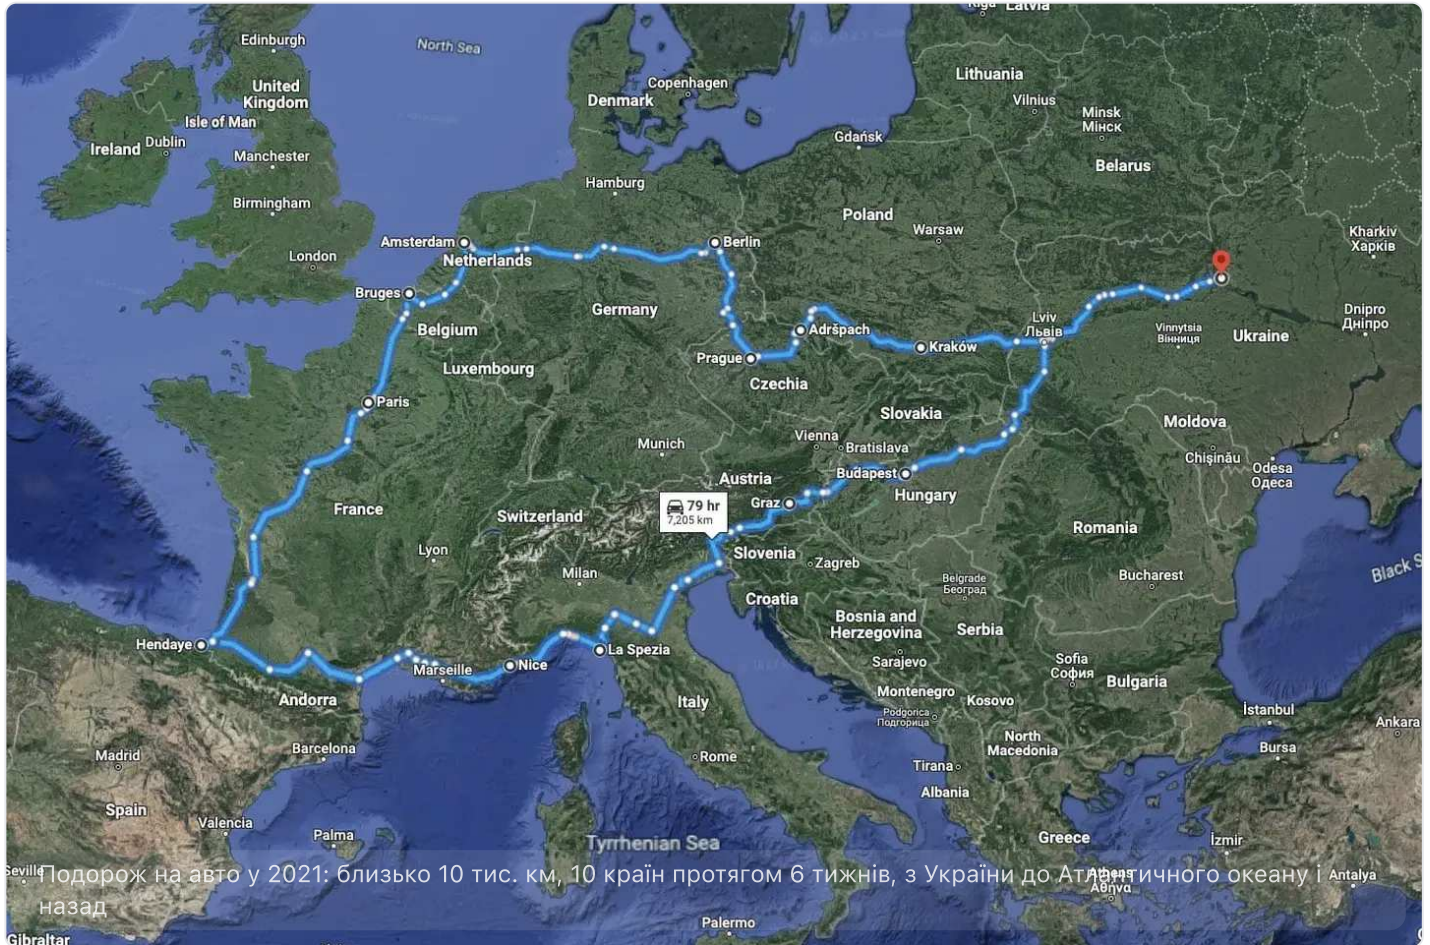 Riga
Latvia
Edinburgh
North Sea
Copenhagen
Lithuania
United
Kingdom
Denmark
Vilnius
Isle of Man
Minsk
Мінск
Ireland
Dublin
Gdańsk
Manchester
Belarus
Hamburg
Birmingham
Poland
Warsaw
Kharkiv
Харків
Amsterdam
Berlin
London
Netherlands
Bruges
Germany
Lviv
Львів
Dnipro
Дніпро
Belgium
Adršpach
Vinnytsia
Вінниця
Ukraine
Kraków
Prague
Luxembourg
Czechia
Paris
Slovakia
Moldova
Munich
Vienna
Bratislava
Chișinău
Odesa
Одеса
Austria
Budapest
Hungary
79 hr
7,205 km
Graz
France
Switzerland
Romania
Lyon
Slovenia
Zagreb
Milan
Belgrade
Београд
Bucharest
Black S
Croatia
Bosnia and
Herzegovina
Serbia
Hendaye
La Spezia
Marseille
Nice
Sarajevo
Sofia
София
Bulgaria
Andorra
Italy
Montenegro
Kosovo
Podgorica
Подгорица
İstanbul
Ankara
Madrid
Barcelona
North
Macedonia
Bursa
Rome
Tirana
Spain
Albania
Valencia
Palma
Tyrrhenian Sea
Greece
İzmir
Seville
Подорож на авто у 2021: близько 10 тис. км, 10 країн протягом 6 тижнів, з України до Атлантичного океану і
назад
Athens
Αθήνα
Antalya
Palermo
Gibraltar